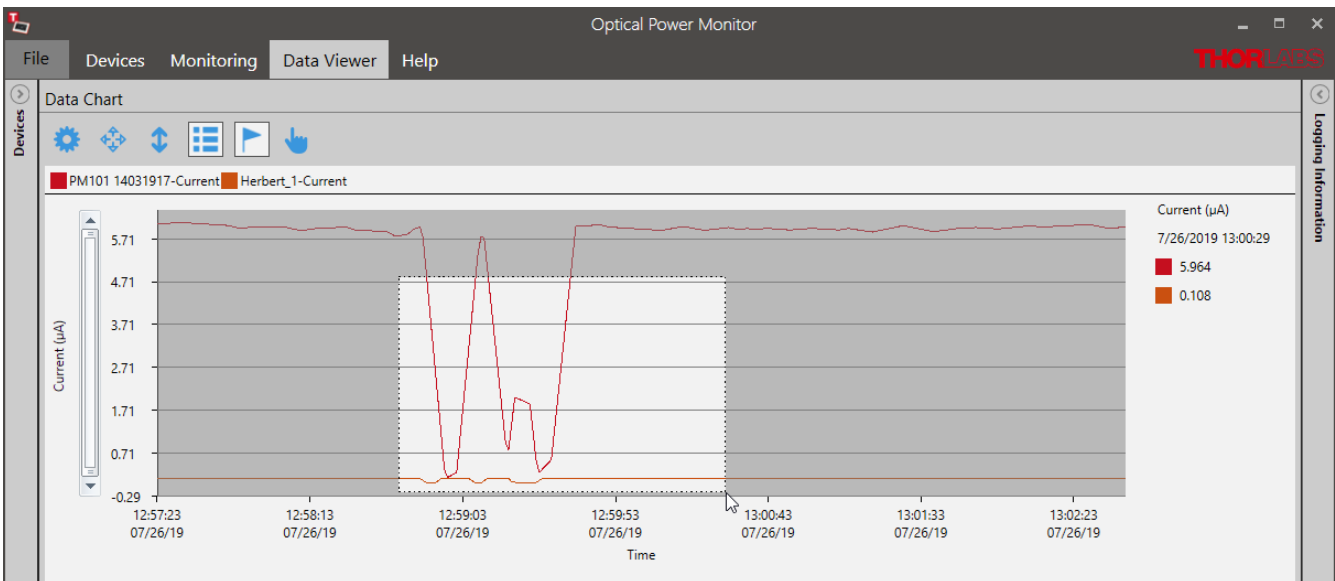 Optical Power Monitor
File Devices Monitoring Data Viewer Help
THORLABS
Devices
Data Chart
Logging Information
PM101 14031917-Current Herbert_1-Current
Current (µA)
7/26/2019 13:00:29
5.964
0.108
Current (µA)
5.71
4.71
3.71
2.71
1.71
0.71
-0.29
12:57:23 12:58:13 12:59:03 12:59:53 13:00:43 13:01:33 13:02:23
07/26/19 07/26/19 07/26/19 07/26/19 07/26/19 07/26/19 07/26/19
Time